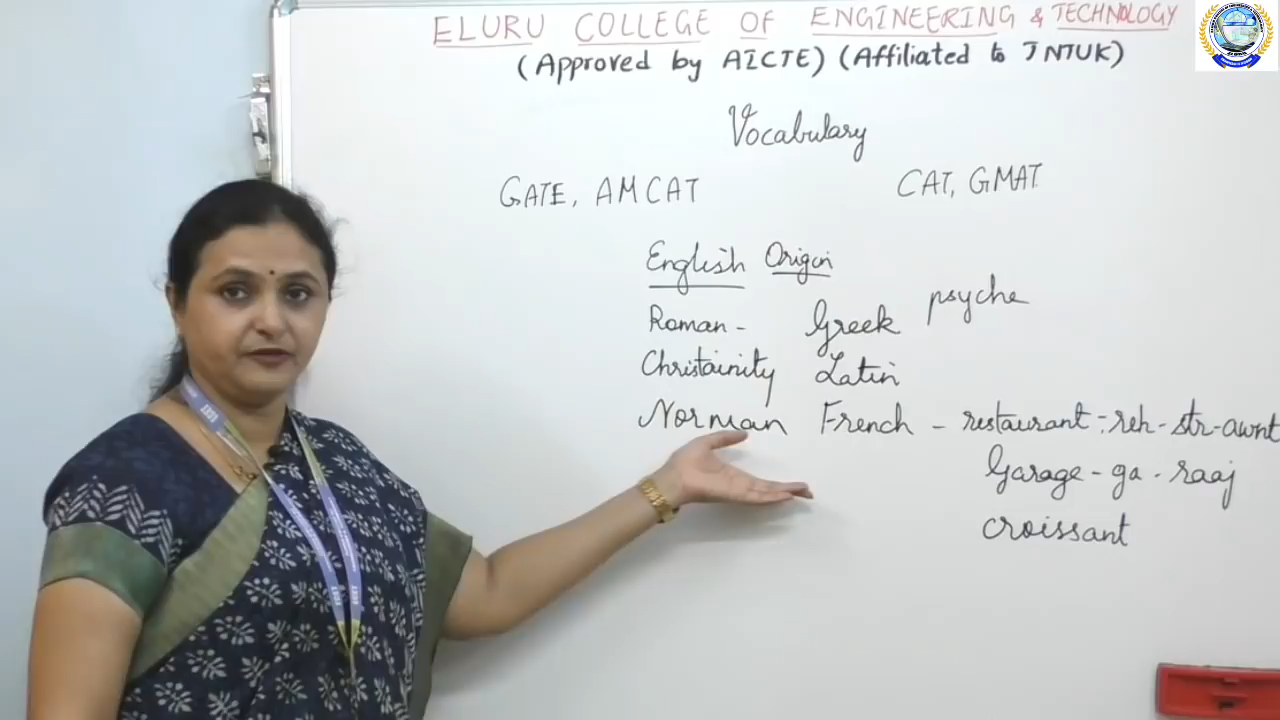 ELURU COLLEGE OF ENGINEERING & TECHNOLOGY
(Approved by AICTE) (Affiliated to JNTUK)
Vocabulary
GATE, AMCAT CAT, GMAT
English Origin
Roman - Greek psyche
Christainity Latin
Norman French - restaurant : reh - str - awnt
Garage - ga - raaj
croissant